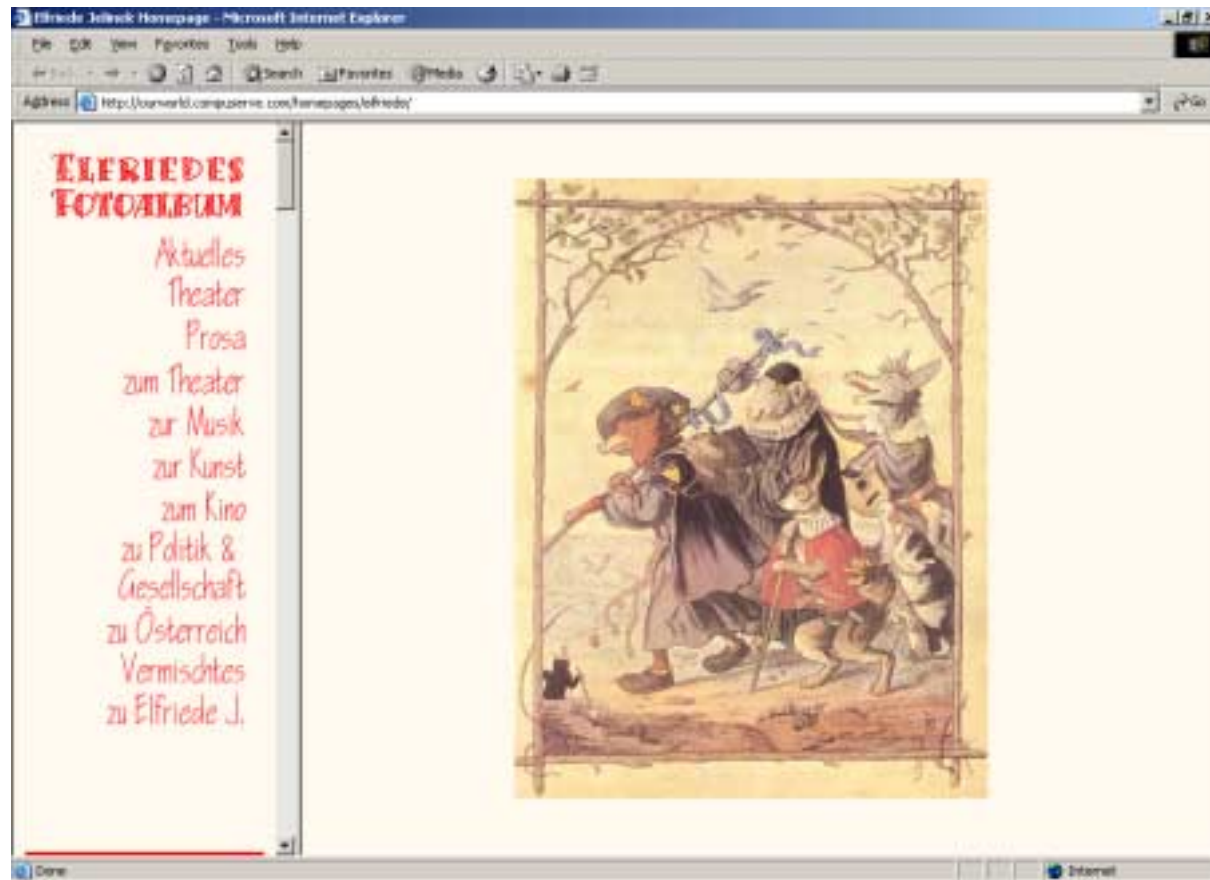 Elfriede Jelinek Homepage - Microsoft Internet Explorer
File Edit View Favorites Tools Help
Search Favorites Media
Address http://ourworld.compuserve.com/homepages/elfriede/ Go
ELFRIEDES
FOTOALBUM
Aktuelles
Theater
Prosa
zum Theater
zur Musik
zur Kunst
zum Kino
zu Politik &
Gesellschaft
zu Österreich
Vermischtes
zu Elfriede J.
Done Internet